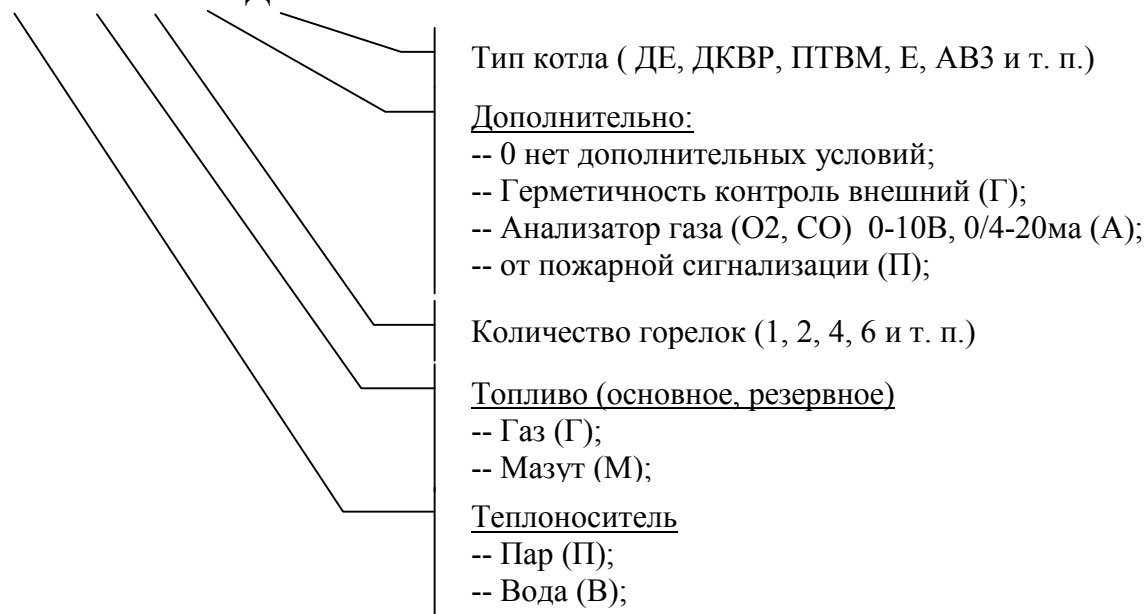 Тип котла ( ДЕ, ДКВР, ПТВМ, Е, АВ3 и т. п.)
Дополнительно:
-- 0 нет дополнительных условий;
-- Герметичность контроль внешний (Г);
-- Анализатор газа (О2, СО) 0-10В, 0/4-20ма (А);
-- от пожарной сигнализации (П);
Количество горелок (1, 2, 4, 6 и т. п.)
Топливо (основное, резервное)
-- Газ (Г);
-- Мазут (М);
Теплоноситель
-- Пар (П);
-- Вода (В);